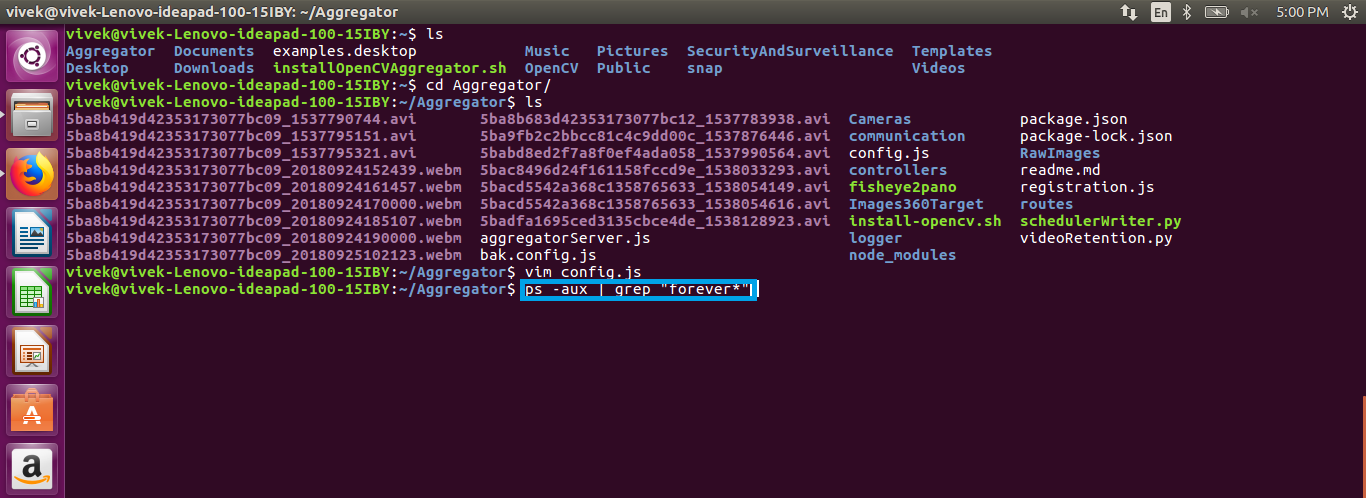 vivek@vivek-Lenovo-ideapad-100-15IBY: ~/Aggregator En 5:00 PM
vivek@vivek-Lenovo-ideapad-100-15IBY:~$ ls
Aggregator Documents examples.desktop Music Pictures SecurityAndSurveillance Templates
Desktop Downloads installOpenCVAggregator.sh OpenCV Public snap Videos
vivek@vivek-Lenovo-ideapad-100-15IBY:~$ cd Aggregator/
vivek@vivek-Lenovo-ideapad-100-15IBY:~/Aggregator$ ls
5ba8b419d42353173077bc09_1537790744.avi 5ba8b683d42353173077bc12_1537783938.avi Cameras package.json
5ba8b419d42353173077bc09_1537795151.avi 5ba9fb2c2bbcc81c4c9dd00c_1537876446.avi communication package-lock.json
5ba8b419d42353173077bc09_1537795321.avi 5babd8ed2f7a8f0ef4ada058_1537990564.avi config.js RawImages
5ba8b419d42353173077bc09_20180924152439.webm 5bac8496d24f161158fccd9e_1538033293.avi controllers readme.md
5ba8b419d42353173077bc09_20180924161457.webm 5bacd5542a368c1358765633_1538054149.avi fisheye2pano registration.js
5ba8b419d42353173077bc09_20180924170000.webm 5bacd5542a368c1358765633_1538054616.avi Images360Target routes
5ba8b419d42353173077bc09_20180924185107.webm 5badfa1695ced3135cbce4de_1538128923.avi install-opencv.sh schedulerWriter.py
5ba8b419d42353173077bc09_20180924190000.webm aggregatorServer.js logger videoRetention.py
5ba8b419d42353173077bc09_20180925102123.webm bak.config.js node_modules
vivek@vivek-Lenovo-ideapad-100-15IBY:~/Aggregator$ vim config.js
vivek@vivek-Lenovo-ideapad-100-15IBY:~/Aggregator$ ps -aux | grep "forever*"